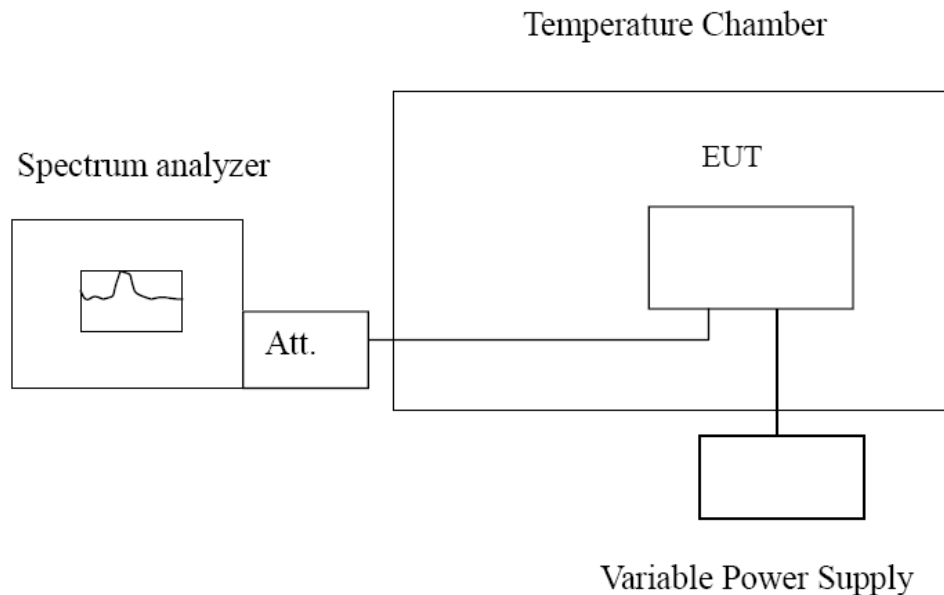 Temperature Chamber
Spectrum analyzer
EUT
Att.
Variable Power Supply